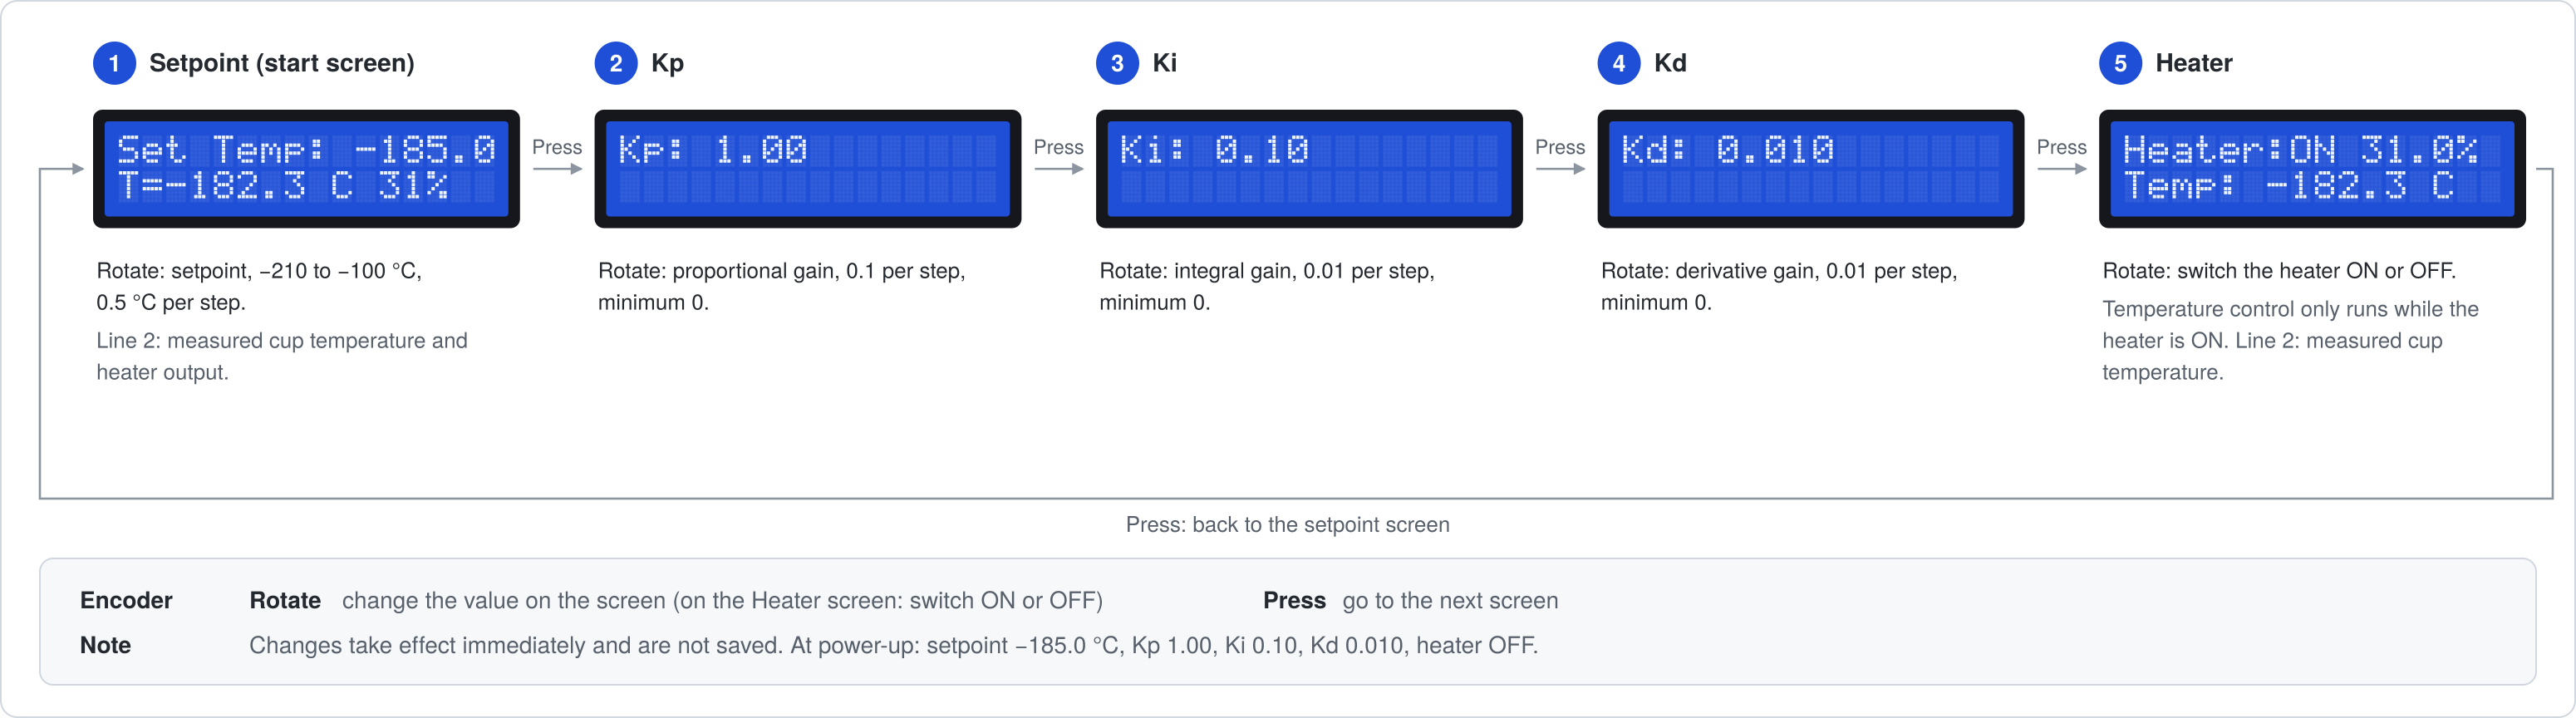 1 Setpoint (start screen)
Set Temp: -185.0
T=-182.3 C 31%
Rotate: setpoint, −210 to −100 °C,
0.5 °C per step.
Line 2: measured cup temperature and
heater output.
Press
2 Kp
Kp: 1.00
Rotate: proportional gain, 0.1 per step,
minimum 0.
Press
3 Ki
Ki: 0.10
Rotate: integral gain, 0.01 per step,
minimum 0.
Press
4 Kd
Kd: 0.010
Rotate: derivative gain, 0.01 per step,
minimum 0.
Press
5 Heater
Heater:ON 31.0%
Temp: -182.3 C
Rotate: switch the heater ON or OFF.
Temperature control only runs while the
heater is ON. Line 2: measured cup
temperature.
Press: back to the setpoint screen
Encoder Rotate change the value on the screen (on the Heater screen: switch ON or OFF) Press go to the next screen
Note Changes take effect immediately and are not saved. At power-up: setpoint −185.0 °C, Kp 1.00, Ki 0.10, Kd 0.010, heater OFF.